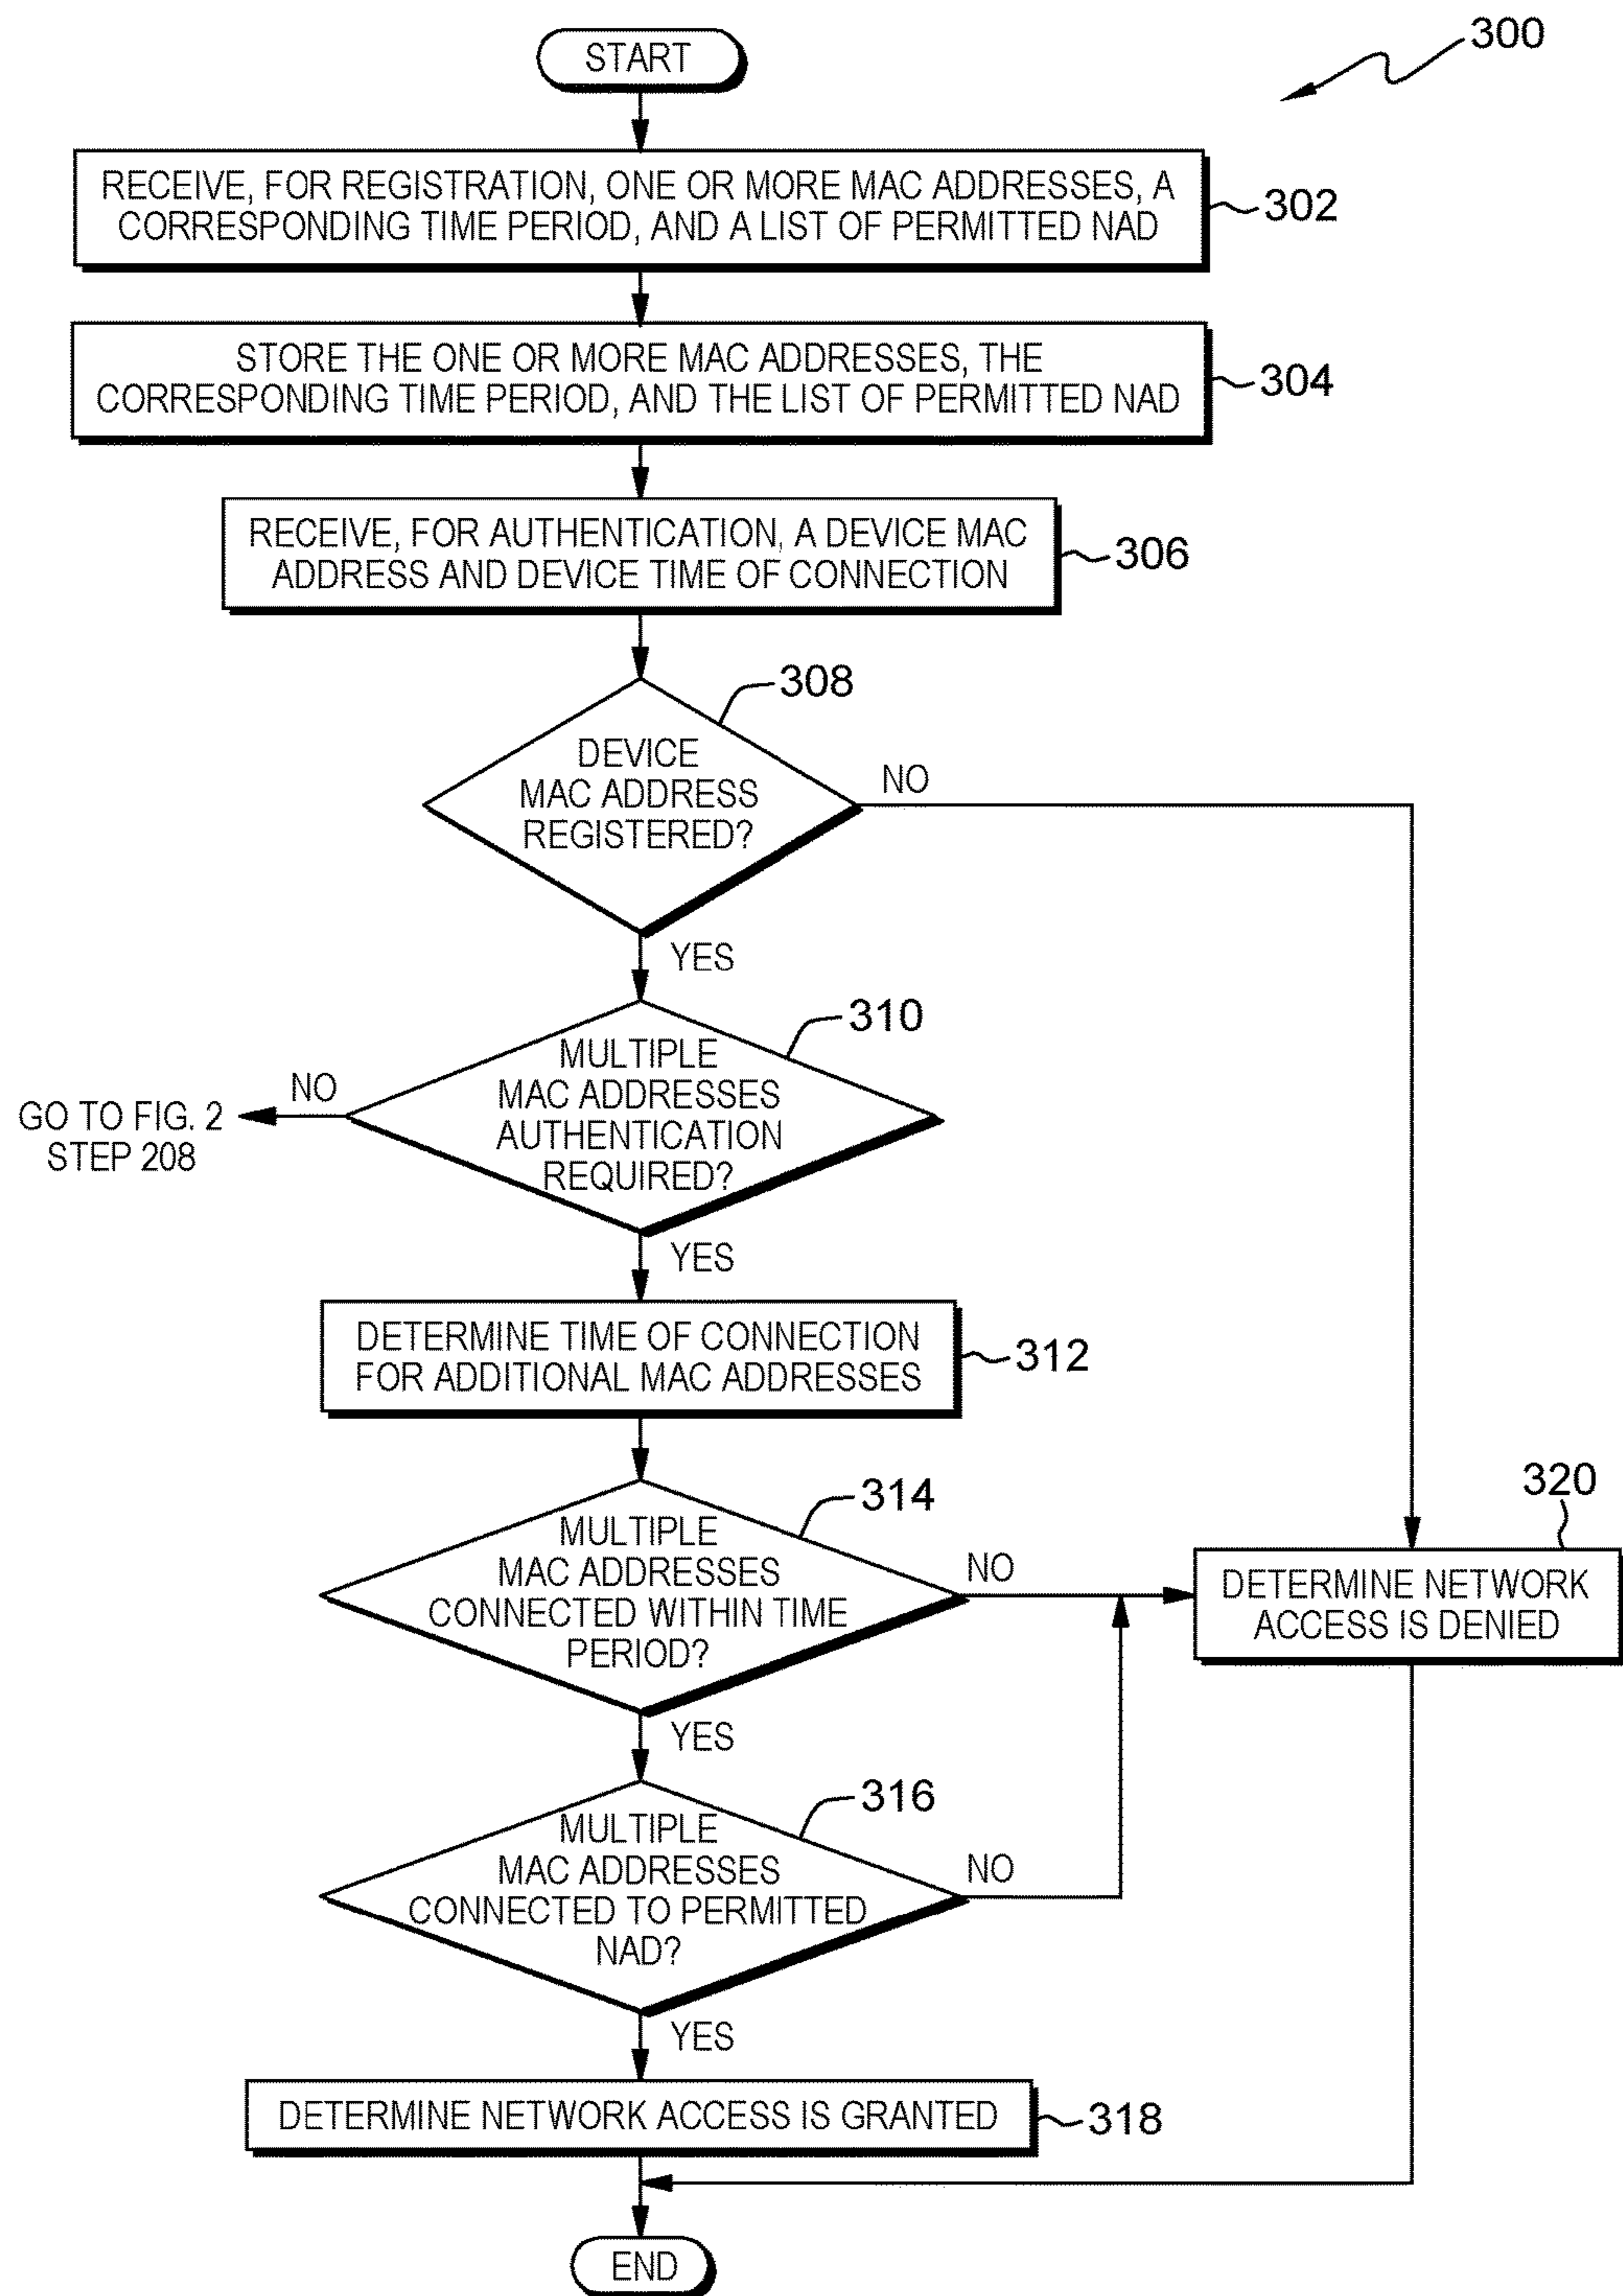 START
300
RECEIVE, FOR REGISTRATION, ONE OR MORE MAC ADDRESSES, A
CORRESPONDING TIME PERIOD, AND A LIST OF PERMITTED NAD
302
STORE THE ONE OR MORE MAC ADDRESSES, THE
CORRESPONDING TIME PERIOD, AND THE LIST OF PERMITTED NAD
304
RECEIVE, FOR AUTHENTICATION, A DEVICE MAC
ADDRESS AND DEVICE TIME OF CONNECTION
306
308
DEVICE
MAC ADDRESS
REGISTERED?
NO
YES
310
MULTIPLE
MAC ADDRESSES
AUTHENTICATION
REQUIRED?
NO
GO TO FIG. 2
STEP 208
YES
DETERMINE TIME OF CONNECTION
FOR ADDITIONAL MAC ADDRESSES
312
314
MULTIPLE
MAC ADDRESSES
CONNECTED WITHIN TIME
PERIOD?
NO
320
DETERMINE NETWORK
ACCESS IS DENIED
YES
316
MULTIPLE
MAC ADDRESSES
CONNECTED TO PERMITTED
NAD?
NO
YES
DETERMINE NETWORK ACCESS IS GRANTED
318
END